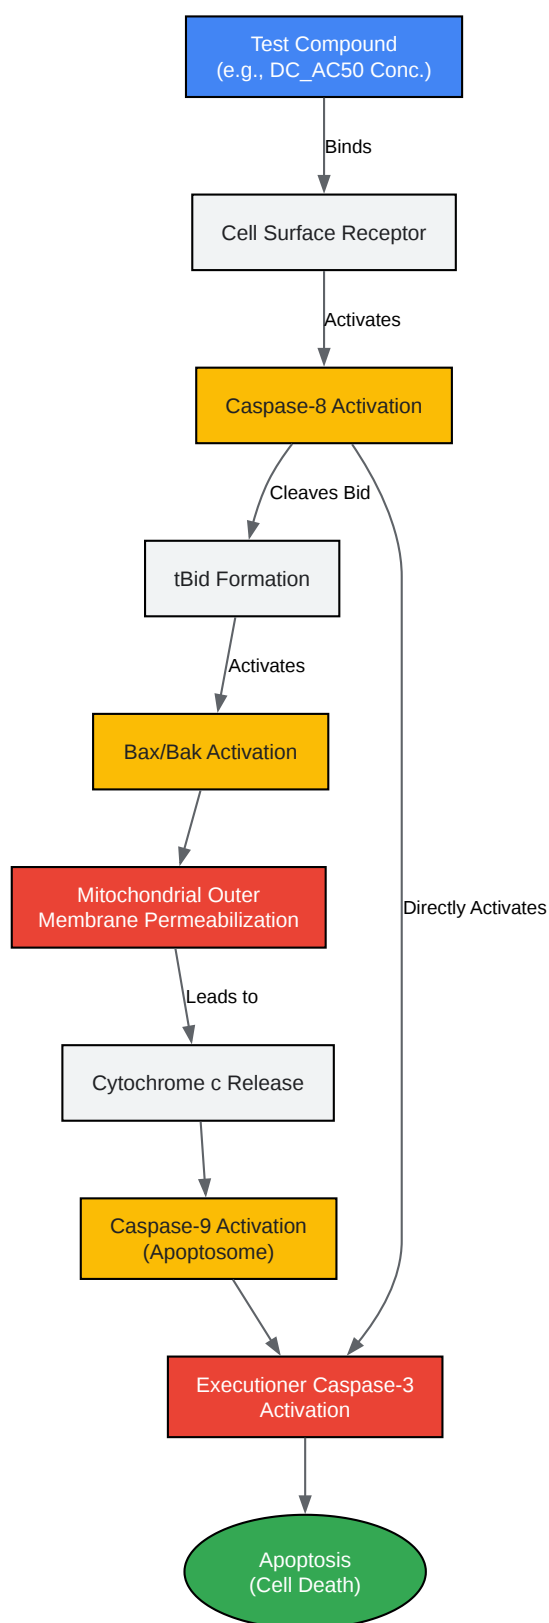 Test Compound
(e.g., DC_AC50 Conc.)
Binds
Cell Surface Receptor
Activates
Caspase-8 Activation
Cleaves Bid
tBid Formation
Activates
Bax/Bak Activation
Mitochondrial Outer
Membrane Permeabilization
Directly Activates
Leads to
Cytochrome c Release
Caspase-9 Activation
(Apoptosome)
Executioner Caspase-3
Activation
Apoptosis
(Cell Death)